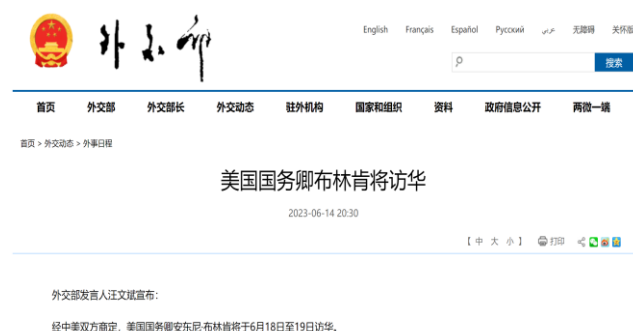 外交部
English Français Español Русский عربي 无障碍 关怀版
搜索
首页 外交部 外交部长 外交动态 驻外机构 国家和组织 资料 政府信息公开 两微一端
首页 > 外交动态 > 外事日程
美国国务卿布林肯将访华
2023-06-14 20:30
【 中 大 小 】 打印
外交部发言人汪文斌宣布：
经中美双方商定，美国国务卿安东尼·布林肯将于6月18日至19日访华。